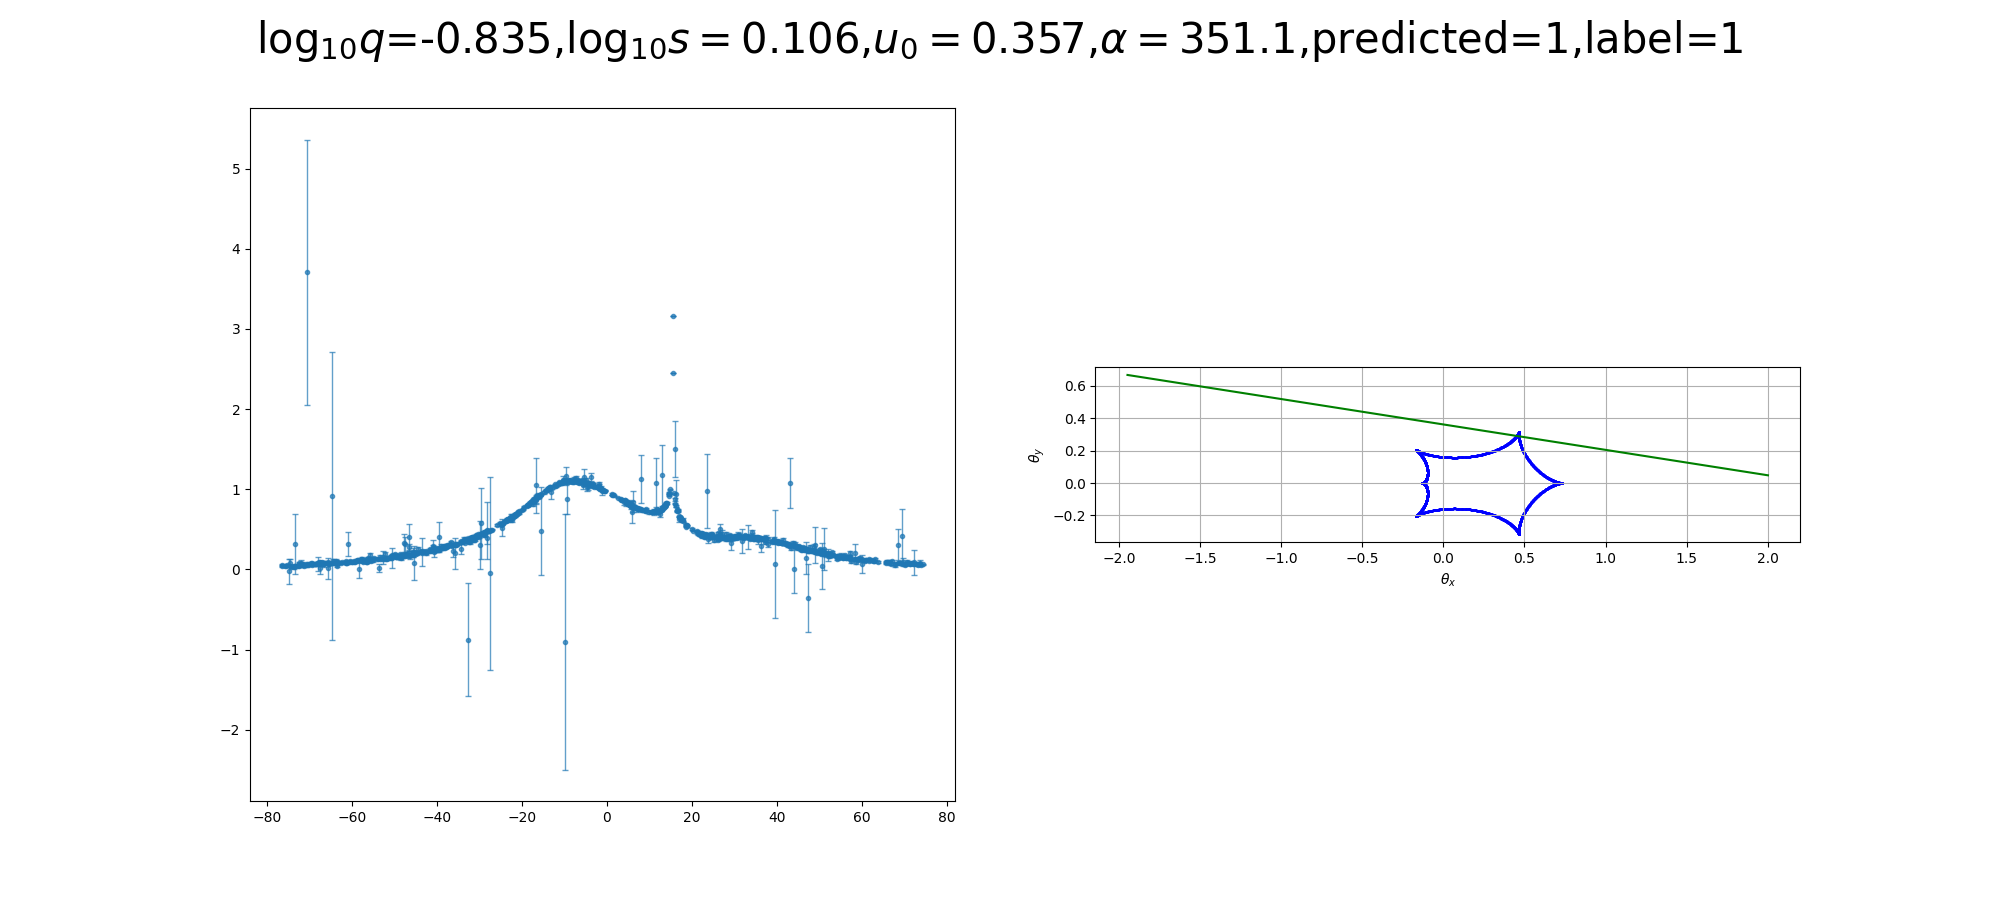 log₁₀q=-0.835,log₁₀s = 0.106,u₀ = 0.357,α = 351.1,predicted=1,label=1
5
4
3
2
1
0
−1
−2
−80 −60 −40 −20 0 20 40 60 80
0.6
0.4
0.2
0.0
−0.2
θy
−2.0 −1.5 −1.0 −0.5 0.0 0.5 1.0 1.5 2.0
θx